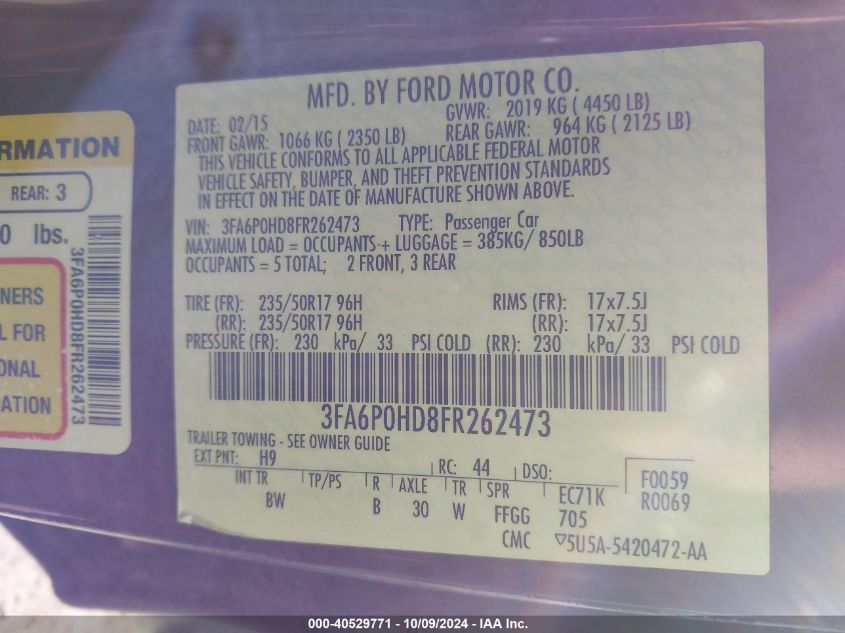 RMATION
REAR: 3
0 lbs.
3FA6P0HD8FR262473
NERS
L FOR
ONAL
ATION
MFD. BY FORD MOTOR CO.
DATE: 02/15 GVWR: 2019 KG ( 4450 LB)
FRONT GAWR: 1066 KG ( 2350 LB) REAR GAWR: 964 KG ( 2125 LB)
THIS VEHICLE CONFORMS TO ALL APPLICABLE FEDERAL MOTOR
VEHICLE SAFETY, BUMPER, AND THEFT PREVENTION STANDARDS
IN EFFECT ON THE DATE OF MANUFACTURE SHOWN ABOVE.
VIN: 3FA6P0HD8FR262473 TYPE: Passenger Car
MAXIMUM LOAD = OCCUPANTS + LUGGAGE = 385KG/ 850LB
OCCUPANTS = 5 TOTAL; 2 FRONT, 3 REAR
TIRE (FR): 235/50R17 96H RIMS (FR): 17x7.5J
(RR): 235/50R17 96H (RR): 17x7.5J
PRESSURE (FR): 230 kPa/ 33 PSI COLD (RR): 230 kPa/ 33 PSI COLD
3FA6P0HD8FR262473
TRAILER TOWING - SEE OWNER GUIDE
EXT PNT: H9 RC: 44 DSO: F0059
INT TR TP/PS R AXLE TR SPR EC71K R0069
BW B 30 W FFGG 705
CMC ▽5U5A-5420472-AA
000-40529771 - 10/09/2024 - IAA Inc.